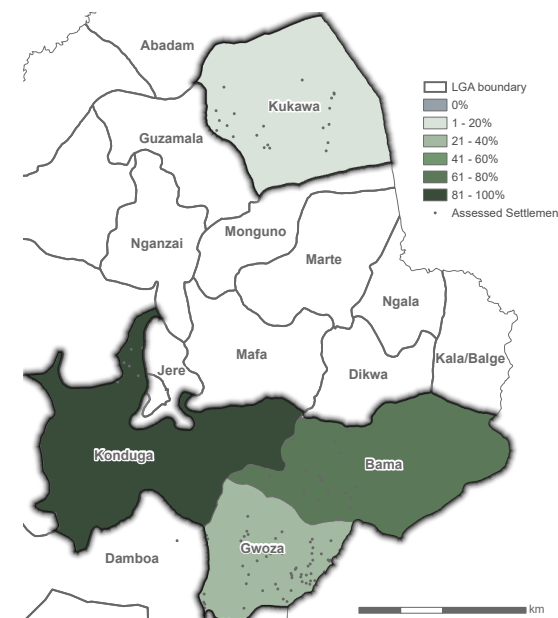 Abadam
Kukawa
Guzamala
LGA boundary
0%
1 - 20%
21 - 40%
41 - 60%
61 - 80%
81 - 100%
Assessed Settlemen
Nganzai
Monguno
Marte
Ngala
Jere
Mafa
Dikwa
Kala/Balge
Konduga
Bama
Gwoza
Damboa
km